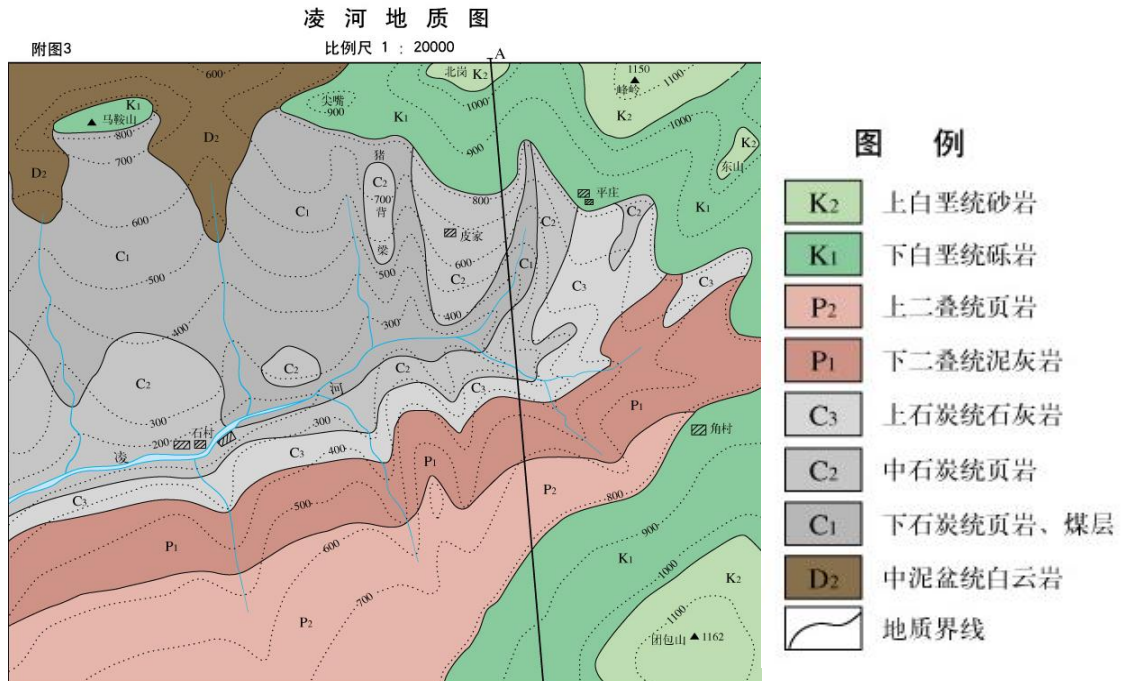 凌河地质图
附图3
比例尺 1 : 20000
A
600
北岗
K2
1150
峰岭
1100
K1
马鞍山
尖嘴
900
1000
K2
800
D2
K1
1000
700
900
K2
东山
猪
D2
C2
平庄
700
800
C1
背
C2
K1
600
皮家
C2
C1
梁
600
C1
500
500
C2
C3
C3
400
300
400
C2
C2
C2
河
C3
P1
300
300
200
石村
角村
凌
C3
400
P1
C3
P2
500
800
P1
600
900
K1
1000
K2
700
1100
P2
闭包山
1162
图例
K2 上白垩统砂岩
K1 下白垩统砾岩
P2 上二叠统页岩
P1 下二叠统泥灰岩
C3 上石炭统石灰岩
C2 中石炭统页岩
C1 下石炭统页岩、煤层
D2 中泥盆统白云岩
地质界线